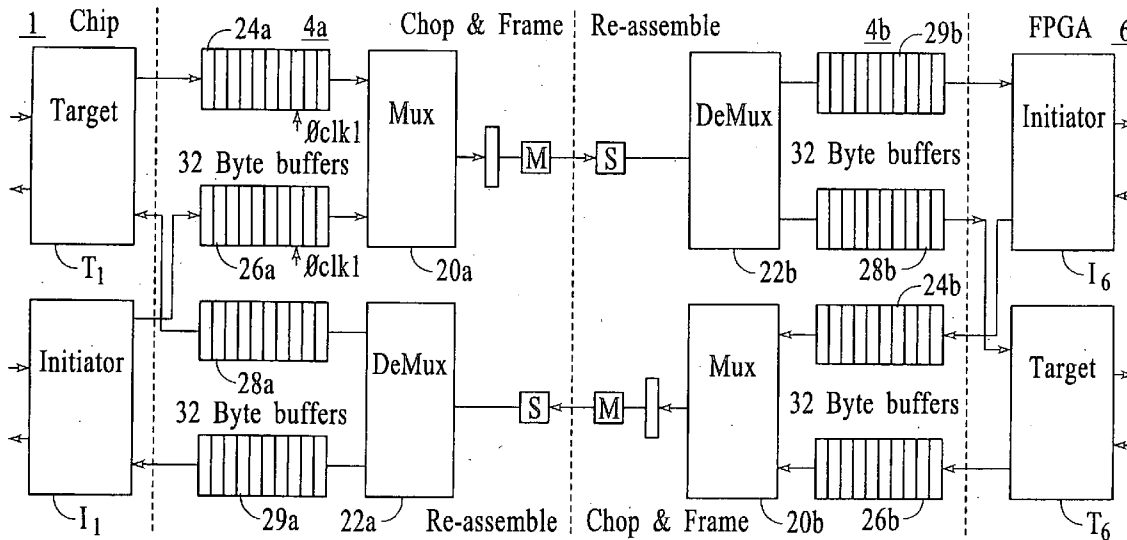 1 Chip 24a 4a Chop & Frame Re-assemble 4b 29b FPGA 6
Target Mux DeMux Initiator
Øclk1
32 Byte buffers 32 Byte buffers
M S
T1 26a Øclk1 20a 22b 28b I6
24b
Initiator DeMux Mux Target
28a
32 Byte buffers S M 32 Byte buffers
I1 29a 22a Re-assemble Chop & Frame 20b 26b T6